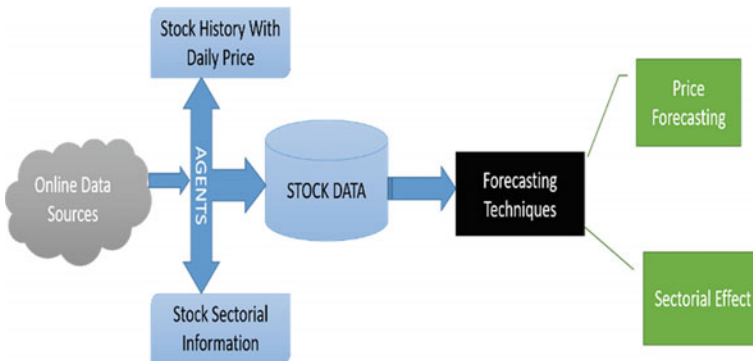 Stock History With
Daily Price
Online Data
Sources
AGENTS
STOCK DATA
Forecasting
Techniques
Price
Forecasting
Sectorial Effect
Stock Sectorial
Information